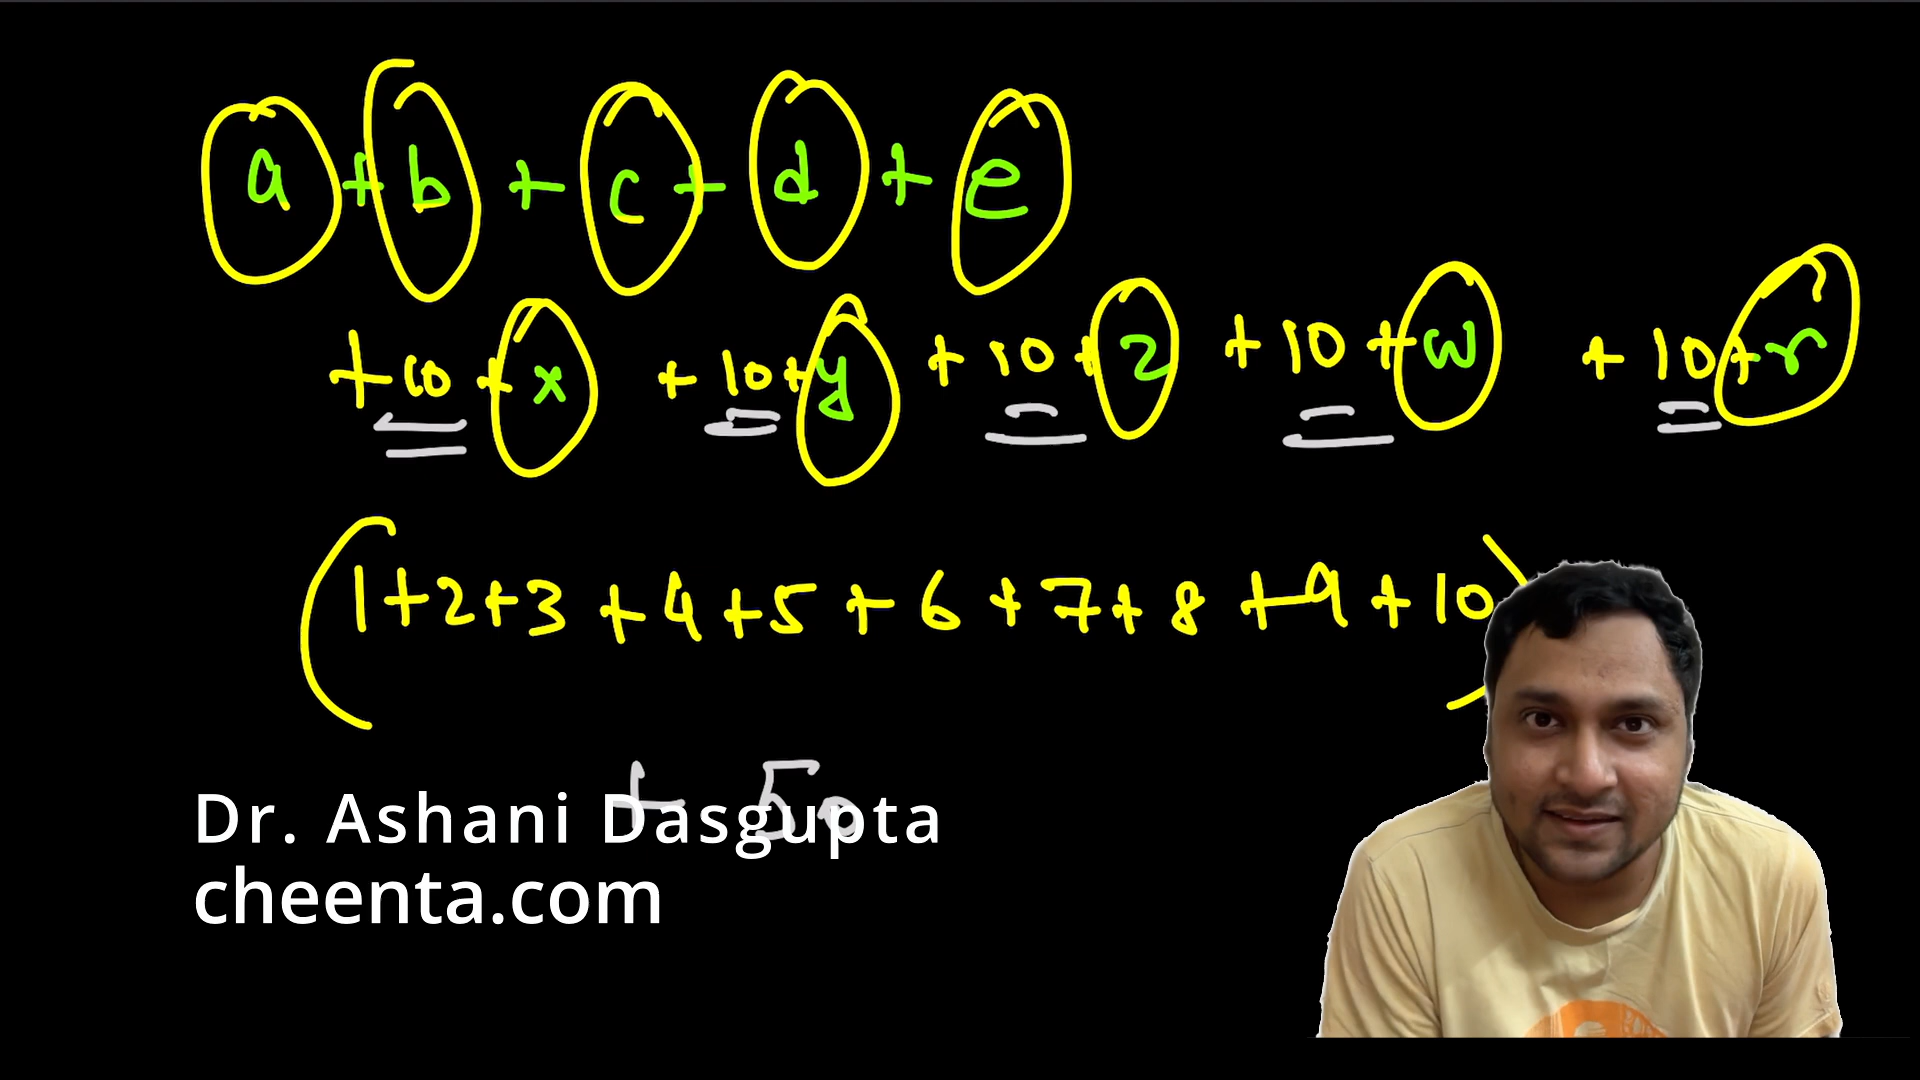 a + b + c + d + e
+ 10 + x + 10 + y + 10 + z + 10 + w + 10 + r
(1+2+3+4+5+6+7+8+9+10)
+ 50
Dr. Ashani Dasgupta
cheenta.com